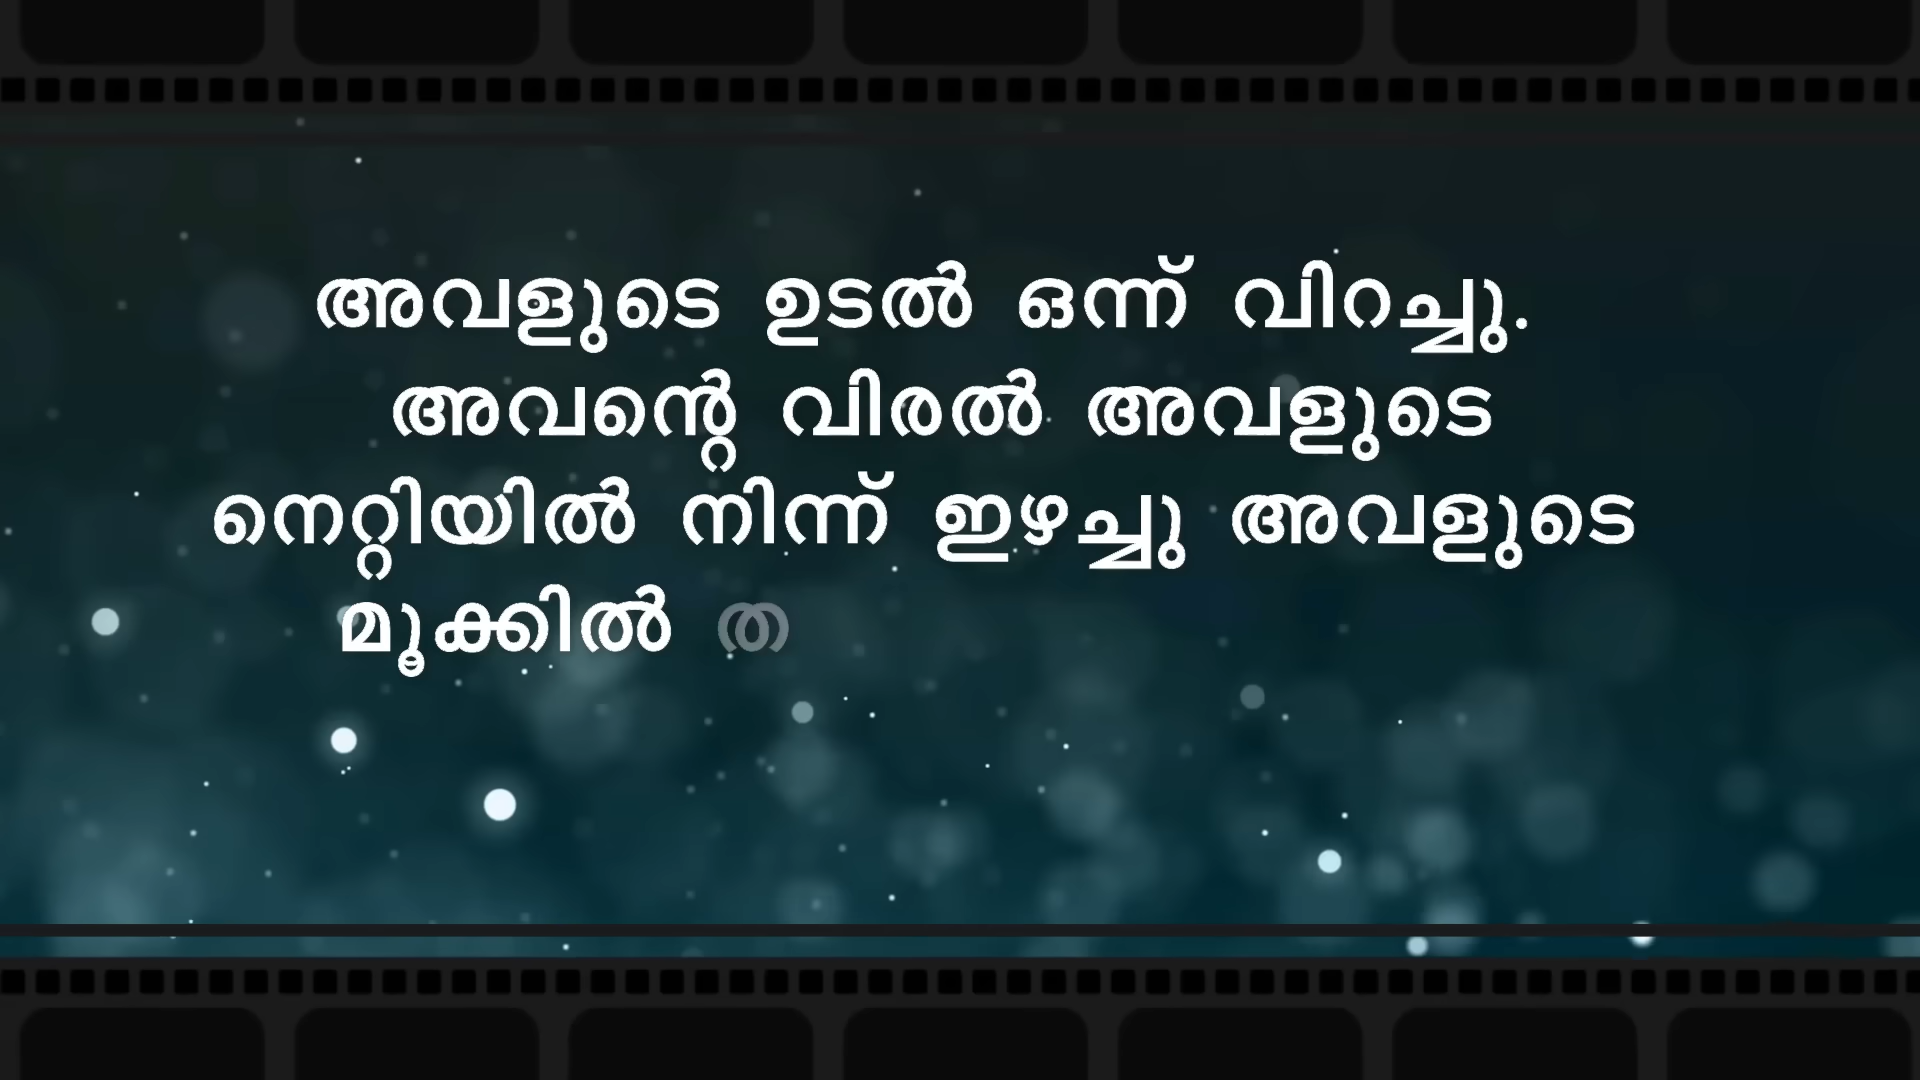 അവളുടെ ഉടൽ ഒന്ന് വിറച്ചു.
അവന്റെ വിരൽ അവളുടെ
നെറ്റിയിൽ നിന്ന് ഇഴച്ചു അവളുടെ
മൂക്കിൽ ത